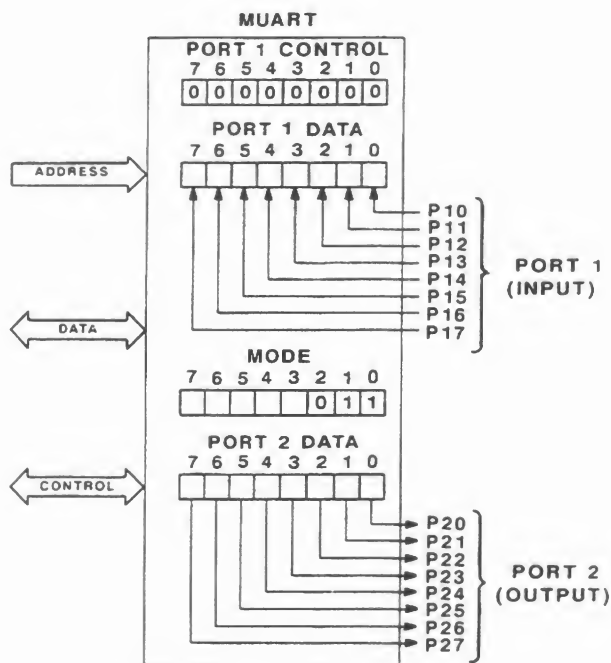 MUART
PORT 1 CONTROL
7 6 5 4 3 2 1 0
0 0 0 0 0 0 0 0
PORT 1 DATA
7 6 5 4 3 2 1 0
ADDRESS
P10
P11
P12
P13
P14
P15
P16
P17
PORT 1
(INPUT)
DATA
MODE
7 6 5 4 3 2 1 0
0 1 1
PORT 2 DATA
7 6 5 4 3 2 1 0
CONTROL
P20
P21
P22
P23
P24
P25
P26
P27
PORT 2
(OUTPUT)